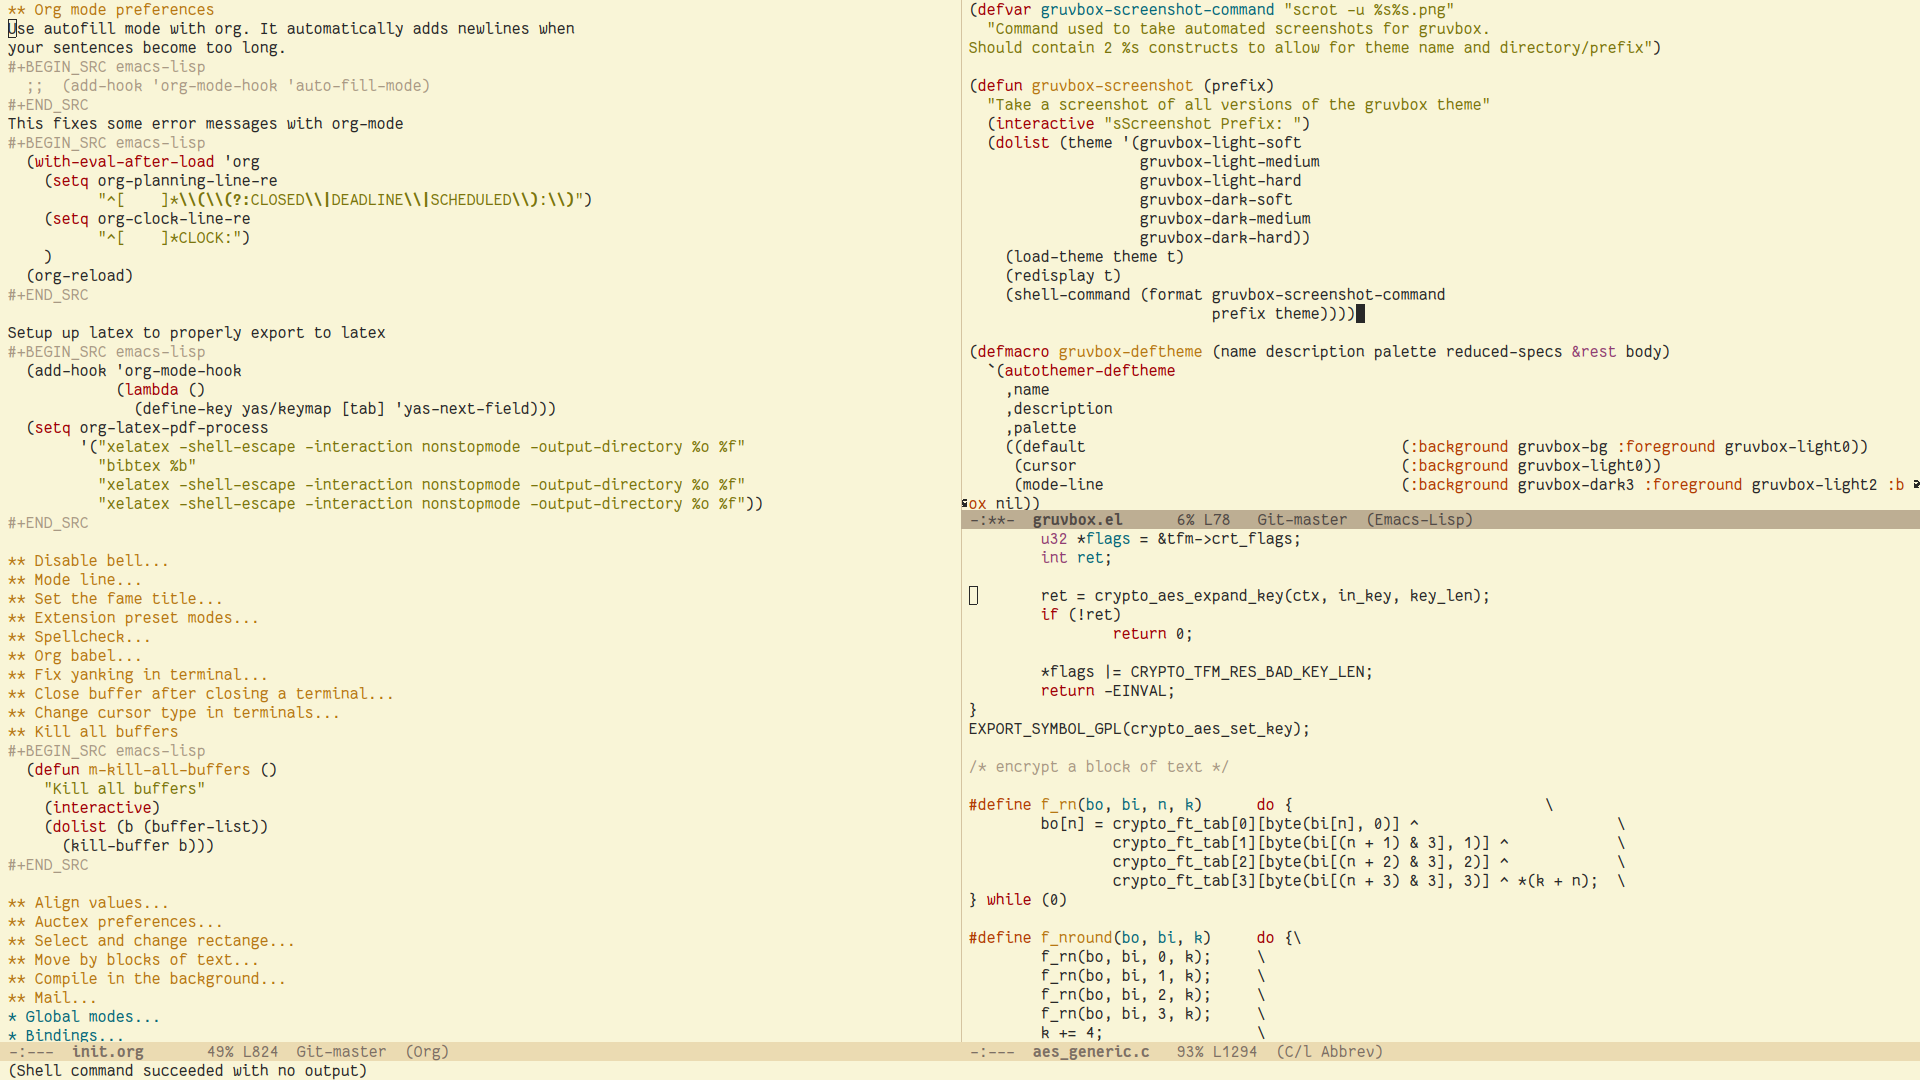 ** Org mode preferences
Use autofill mode with org. It automatically adds newlines when
your sentences become too long.
#+BEGIN_SRC emacs-lisp
  ;;  (add-hook 'org-mode-hook 'auto-fill-mode)
#+END_SRC
This fixes some error messages with org-mode
#+BEGIN_SRC emacs-lisp
  (with-eval-after-load 'org
    (setq org-planning-line-re
          "^[    ]*\\(\\(?:CLOSED\\|DEADLINE\\|SCHEDULED\\):\\)")
    (setq org-clock-line-re
          "^[    ]*CLOCK:")
    )
  (org-reload)
#+END_SRC

Setup up latex to properly export to latex
#+BEGIN_SRC emacs-lisp
  (add-hook 'org-mode-hook
            (lambda ()
              (define-key yas/keymap [tab] 'yas-next-field)))
  (setq org-latex-pdf-process
        '("xelatex -shell-escape -interaction nonstopmode -output-directory %o %f"
          "bibtex %b"
          "xelatex -shell-escape -interaction nonstopmode -output-directory %o %f"
          "xelatex -shell-escape -interaction nonstopmode -output-directory %o %f"))
#+END_SRC

** Disable bell...
** Mode line...
** Set the fame title...
** Extension preset modes...
** Spellcheck...
** Org babel...
** Fix yanking in terminal...
** Close buffer after closing a terminal...
** Change cursor type in terminals...
** Kill all buffers
#+BEGIN_SRC emacs-lisp
  (defun m-kill-all-buffers ()
    "Kill all buffers"
    (interactive)
    (dolist (b (buffer-list))
      (kill-buffer b)))
#+END_SRC

** Align values...
** Auctex preferences...
** Select and change rectange...
** Move by blocks of text...
** Compile in the background...
** Mail...
* Global modes...
* Bindings...
-:---  init.org       49% L824  Git-master  (Org)
(Shell command succeeded with no output)
(defvar gruvbox-screenshot-command "scrot -u %s%s.png"
  "Command used to take automated screenshots for gruvbox.
Should contain 2 %s constructs to allow for theme name and directory/prefix")

(defun gruvbox-screenshot (prefix)
  "Take a screenshot of all versions of the gruvbox theme"
  (interactive "sScreenshot Prefix: ")
  (dolist (theme '(gruvbox-light-soft
                   gruvbox-light-medium
                   gruvbox-light-hard
                   gruvbox-dark-soft
                   gruvbox-dark-medium
                   gruvbox-dark-hard))
    (load-theme theme t)
    (redisplay t)
    (shell-command (format gruvbox-screenshot-command
                           prefix theme))))

(defmacro gruvbox-deftheme (name description palette reduced-specs &rest body)
  `(autothemer-deftheme
    ,name
    ,description
    ,palette
    ((default                                   (:background gruvbox-bg :foreground gruvbox-light0))
     (cursor                                    (:background gruvbox-light0))
     (mode-line                                 (:background gruvbox-dark3 :foreground gruvbox-light2 :b
ox nil))
-:**-  gruvbox.el      6% L78   Git-master  (Emacs-Lisp)
        u32 *flags = &tfm->crt_flags;
        int ret;

        ret = crypto_aes_expand_key(ctx, in_key, key_len);
        if (!ret)
                return 0;

        *flags |= CRYPTO_TFM_RES_BAD_KEY_LEN;
        return -EINVAL;
}
EXPORT_SYMBOL_GPL(crypto_aes_set_key);

/* encrypt a block of text */

#define f_rn(bo, bi, n, k)      do {                            \
        bo[n] = crypto_ft_tab[0][byte(bi[n], 0)] ^                      \
                crypto_ft_tab[1][byte(bi[(n + 1) & 3], 1)] ^            \
                crypto_ft_tab[2][byte(bi[(n + 2) & 3], 2)] ^            \
                crypto_ft_tab[3][byte(bi[(n + 3) & 3], 3)] ^ *(k + n);  \
} while (0)

#define f_nround(bo, bi, k)     do {\
        f_rn(bo, bi, 0, k);     \
        f_rn(bo, bi, 1, k);     \
        f_rn(bo, bi, 2, k);     \
        f_rn(bo, bi, 3, k);     \
        k += 4;                 \
-:---  aes_generic.c   93% L1294  (C/l Abbrev)